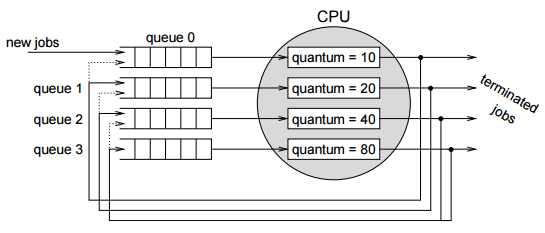 CPU
queue 0
new jobs
quantum = 10
queue 1
quantum = 20
queue 2
quantum = 40
queue 3
quantum = 80
terminated
jobs